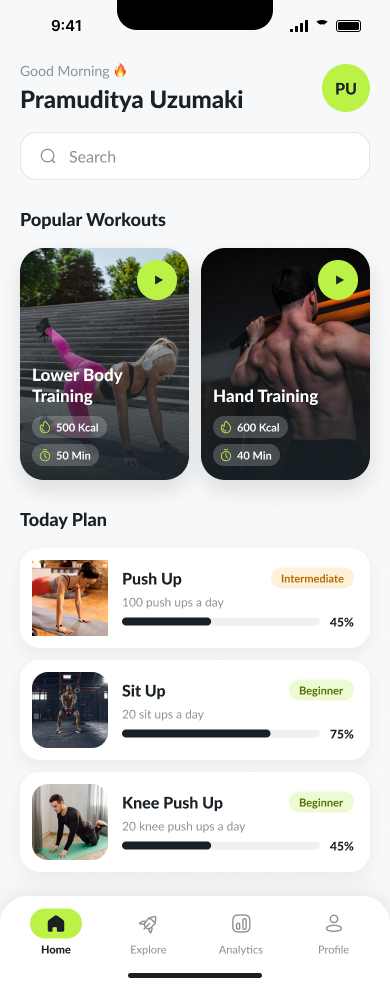 9:41
Good Morning 🔥
Pramuditya Uzumaki
PU
Search
Popular Workouts
Lower Body
Training
500 Kcal
50 Min
Hand Training
600 Kcal
40 Min
Today Plan
Push Up
Intermediate
100 push ups a day
45%
Sit Up
Beginner
20 sit ups a day
75%
Knee Push Up
Beginner
20 knee push ups a day
45%
Home
Explore
Analytics
Profile